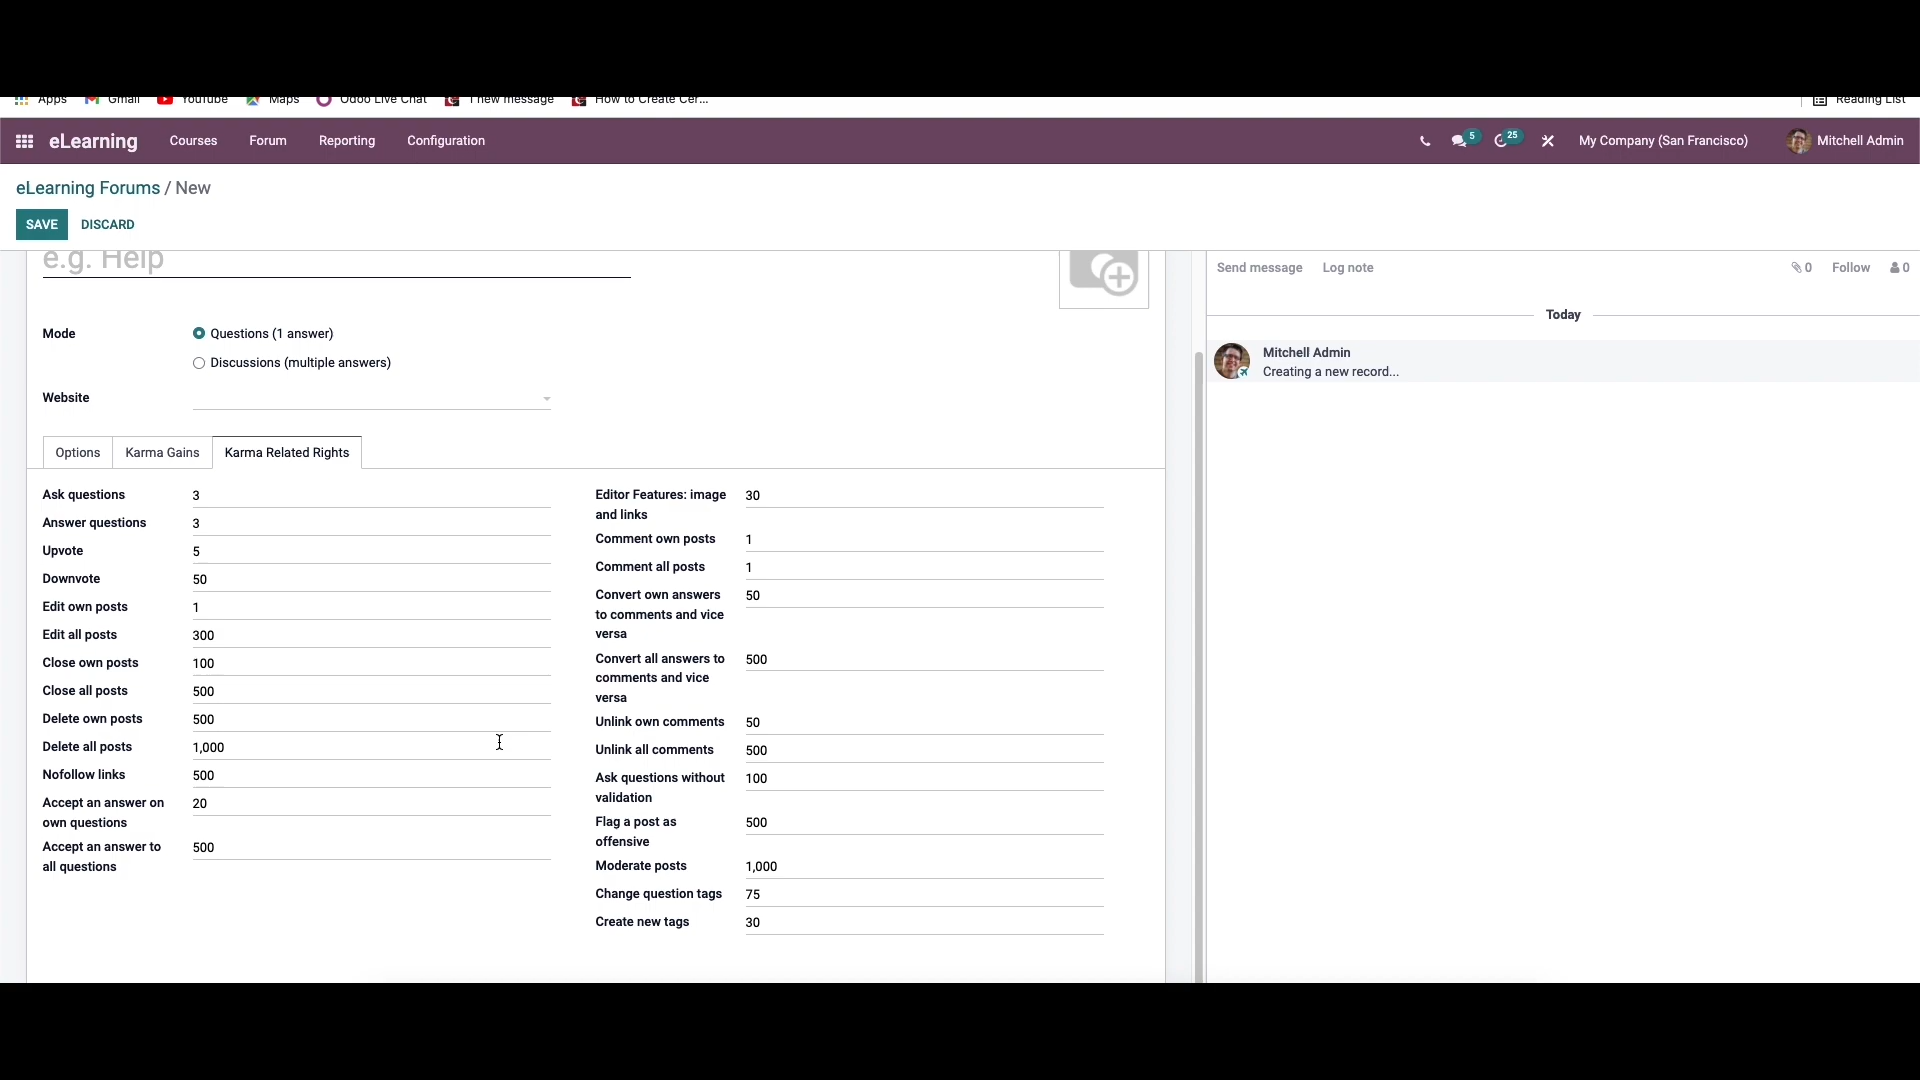 Apps Gmail YouTube Maps Odoo Live Chat 1 new message How to Create Cer... Reading List
eLearning Courses Forum Reporting Configuration 5 25 My Company (San Francisco) Mitchell Admin
eLearning Forums / New
SAVE DISCARD
e.g. Help
Send message Log note 0 Follow 0
Mode Questions (1 answer)
Discussions (multiple answers)
Website
Today
Mitchell Admin
Creating a new record...
Options Karma Gains Karma Related Rights
Ask questions 3
Answer questions 3
Upvote 5
Downvote 50
Edit own posts 1
Edit all posts 300
Close own posts 100
Close all posts 500
Delete own posts 500
Delete all posts 1,000
Nofollow links 500
Accept an answer on 20
own questions
Accept an answer to 500
all questions
Editor Features: image 30
and links
Comment own posts 1
Comment all posts 1
Convert own answers 50
to comments and vice
versa
Convert all answers to 500
comments and vice
versa
Unlink own comments 50
Unlink all comments 500
Ask questions without 100
validation
Flag a post as 500
offensive
Moderate posts 1,000
Change question tags 75
Create new tags 30